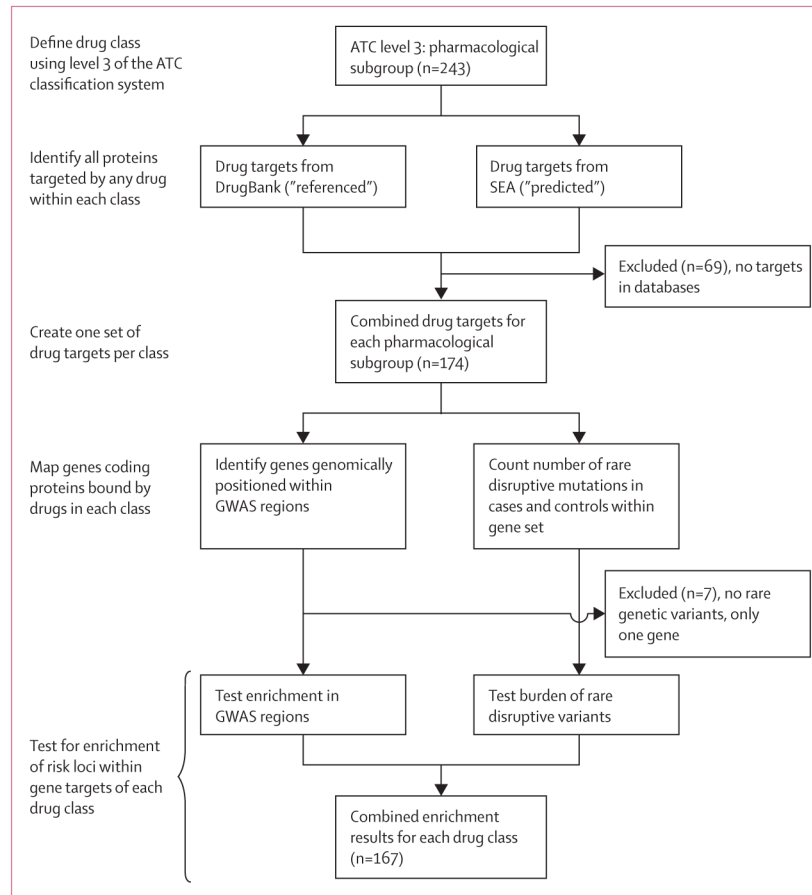 Define drug class
using level 3 of the ATC
classification system
ATC level 3: pharmacological
subgroup (n=243)
Identify all proteins
targeted by any drug
within each class
Drug targets from
DrugBank (”referenced”)
Drug targets from
SEA (”predicted”)
Excluded (n=69), no targets
in databases
Create one set of
drug targets per class
Combined drug targets for
each pharmacological
subgroup (n=174)
Map genes coding
proteins bound by
drugs in each class
Identify genes genomically
positioned within
GWAS regions
Count number of rare
disruptive mutations in
cases and controls within
gene set
Excluded (n=7), no rare
genetic variants, only
one gene
Test enrichment in
GWAS regions
Test burden of rare
disruptive variants
Test for enrichment
of risk loci within
gene targets of each
drug class
Combined enrichment
results for each drug class
(n=167)